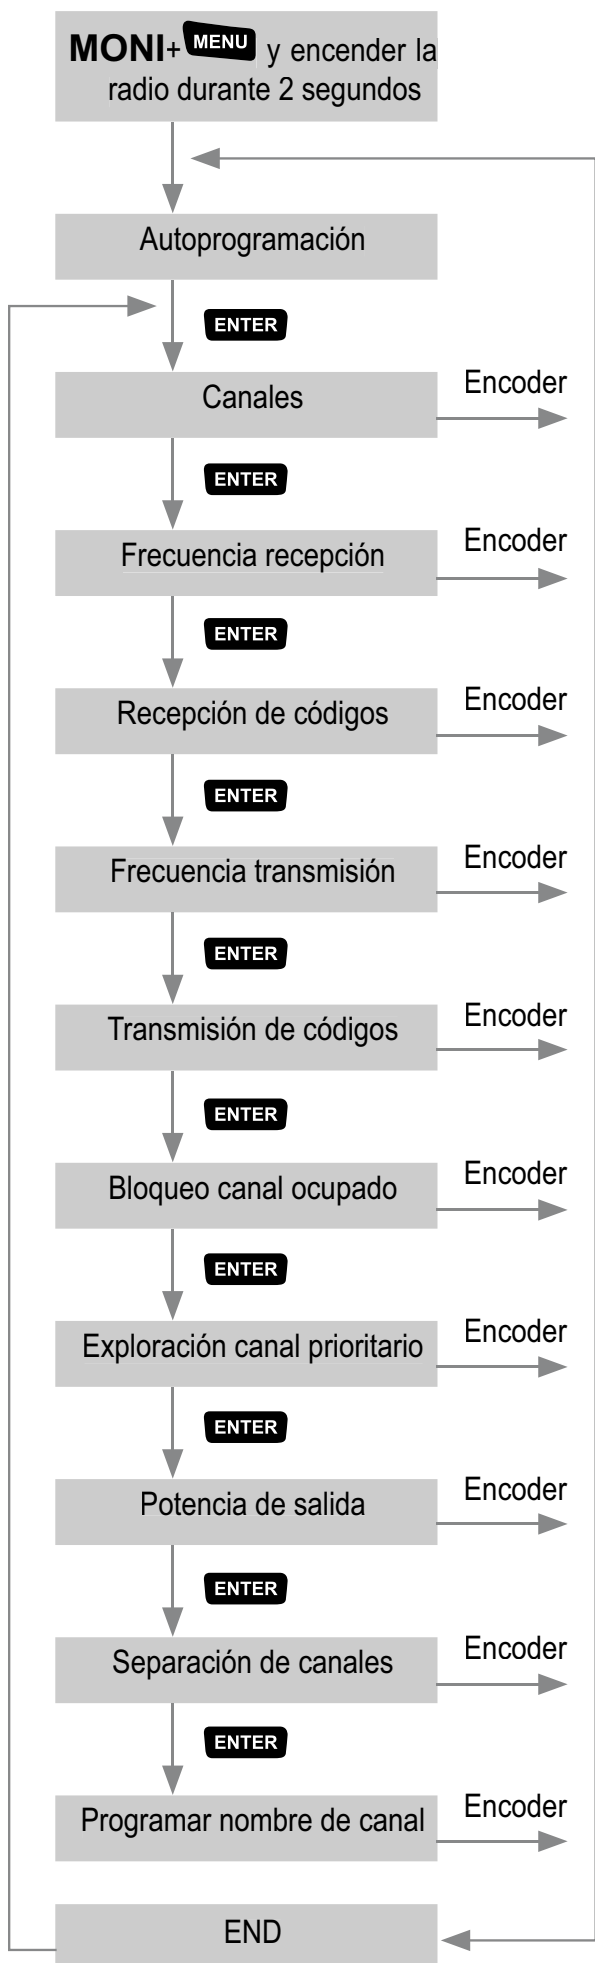 MONI+ MENU y encender la
radio durante 2 segundos
Autoprogramación
ENTER
Canales
Encoder
ENTER
Frecuencia recepción
Encoder
ENTER
Recepción de códigos
Encoder
ENTER
Frecuencia transmisión
Encoder
ENTER
Transmisión de códigos
Encoder
ENTER
Bloqueo canal ocupado
Encoder
ENTER
Exploración canal prioritario
Encoder
ENTER
Potencia de salida
Encoder
ENTER
Separación de canales
Encoder
ENTER
Programar nombre de canal
Encoder
END